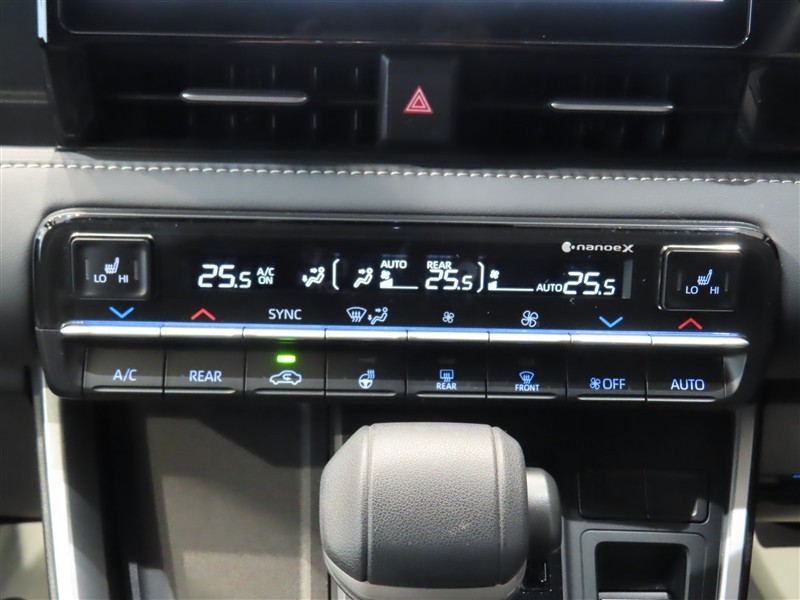 nanoeX
LO HI
25.5 A/C ON
AUTO
REAR
25.5
AUTO 25.5
LO HI
SYNC
A/C
REAR
REAR
FRONT
OFF
AUTO